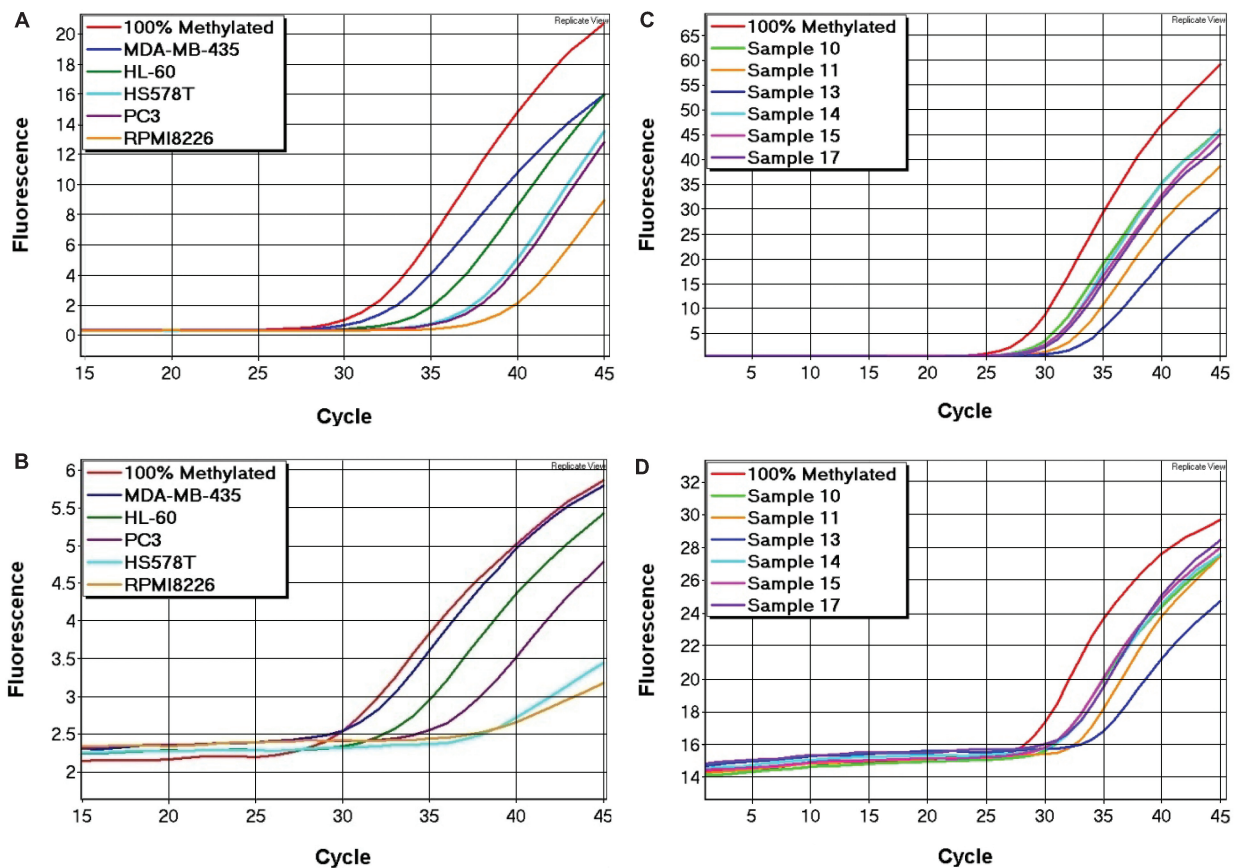 A
Replicate View
100% Methylated
MDA-MB-435
HL-60
HS578T
PC3
RPMI8226
Fluorescence
20
18
16
14
12
10
8
6
4
2
0
15 20 25 30 35 40 45
Cycle
C
Replicate View
100% Methylated
Sample 10
Sample 11
Sample 13
Sample 14
Sample 15
Sample 17
Fluorescence
65
60
55
50
45
40
35
30
25
20
15
10
5
5 10 15 20 25 30 35 40 45
Cycle
B
Replicate View
100% Methylated
MDA-MB-435
HL-60
PC3
HS578T
RPMI8226
Fluorescence
6
5.5
5
4.5
4
3.5
3
2.5
2
15 20 25 30 35 40 45
Cycle
D
Replicate View
100% Methylated
Sample 10
Sample 11
Sample 13
Sample 14
Sample 15
Sample 17
Fluorescence
32
30
28
26
24
22
20
18
16
14
5 10 15 20 25 30 35 40 45
Cycle